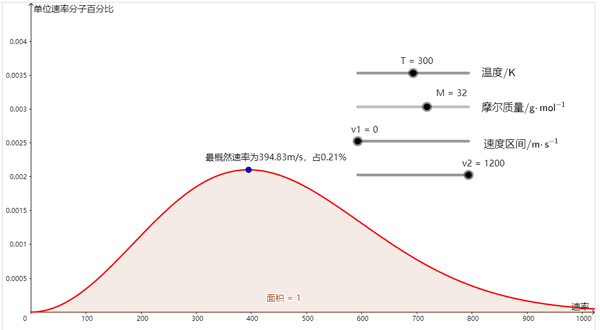 单位速率分子百分比
0.004
0.0035
0.003
0.0025
0.002
0.0015
0.001
0.0005
0
100
200
300
400
500
600
700
800
900
1000
速率
T = 300
温度/K
M = 32
摩尔质量/g·mol⁻¹
v1 = 0
速度区间/m·s⁻¹
v2 = 1200
最概然速率为394.83m/s，占0.21%
面积 = 1